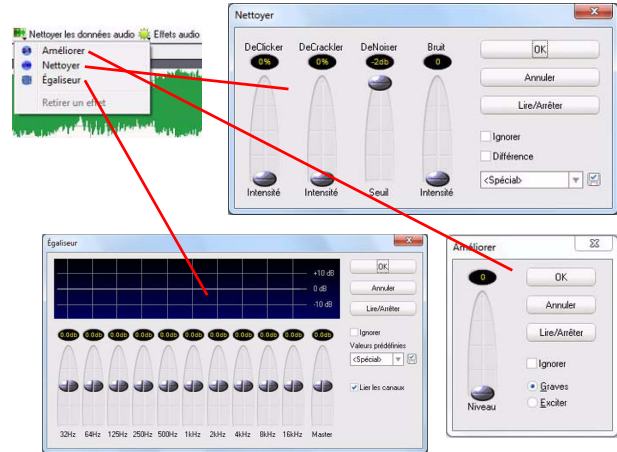 Nettoyer les données audio Effets audio
Améliorer
Nettoyer
Égaliseur
Retirer un effet
Nettoyer
DeClicker DeCrackler DeNoiser Bruit
0% 0% -2db 0
Intensité Intensité Seuil Intensité
OK
Annuler
Lire/Arrêter
Ignorer
Différence
<Spécial>
Égaliseur
+10 dB
0 dB
-10 dB
0.0db 0.0db 0.0db 0.0db 0.0db 0.0db 0.0db 0.0db 0.0db 0.0db 0.0db
32Hz 64Hz 125Hz 250Hz 500Hz 1kHz 2kHz 4kHz 8kHz 16kHz Master
OK
Annuler
Lire/Arrêter
Ignorer
Valeurs prédéfinies
<Spécial>
Lier les canaux
Améliorer
0
Niveau
OK
Annuler
Lire/Arrêter
Ignorer
Graves
Exciter